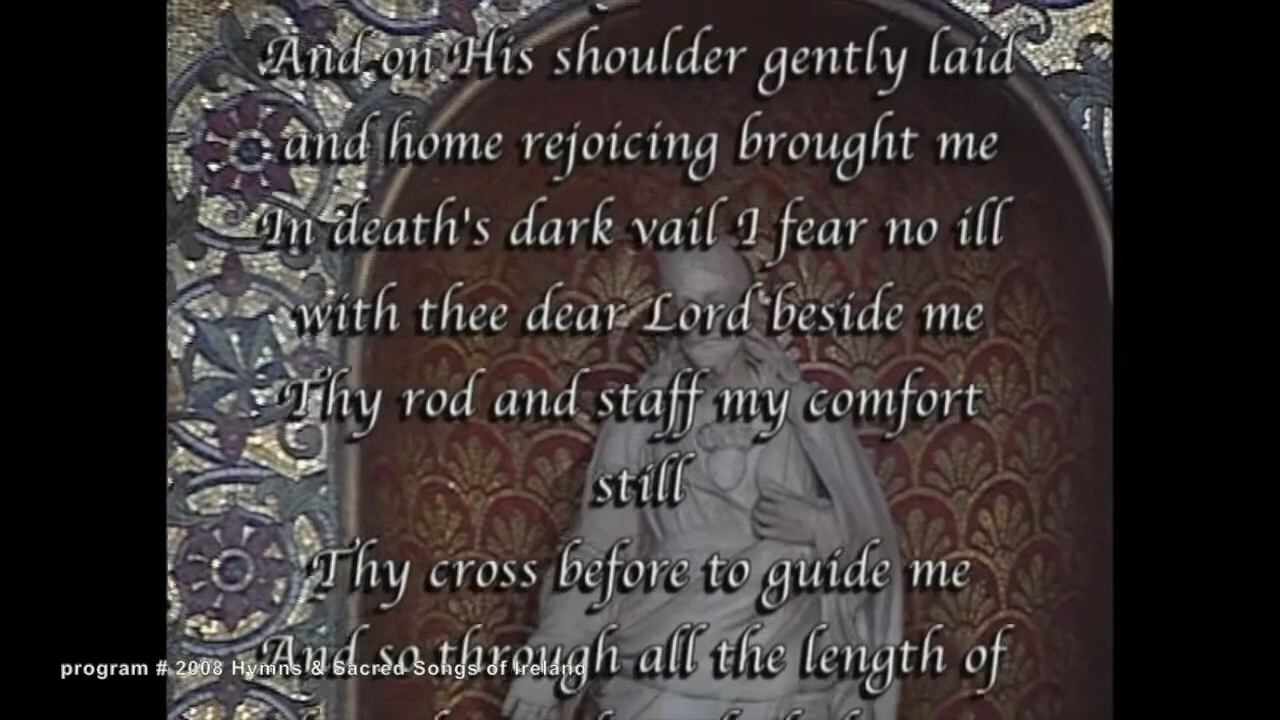 And on His shoulder gently laid
and home rejoicing brought me
In death's dark vail I fear no ill
with thee dear Lord beside me
Thy rod and staff my comfort
still
Thy cross before to guide me
And so through all the length of
program # 2008 Hymns & Sacred Songs of Ireland